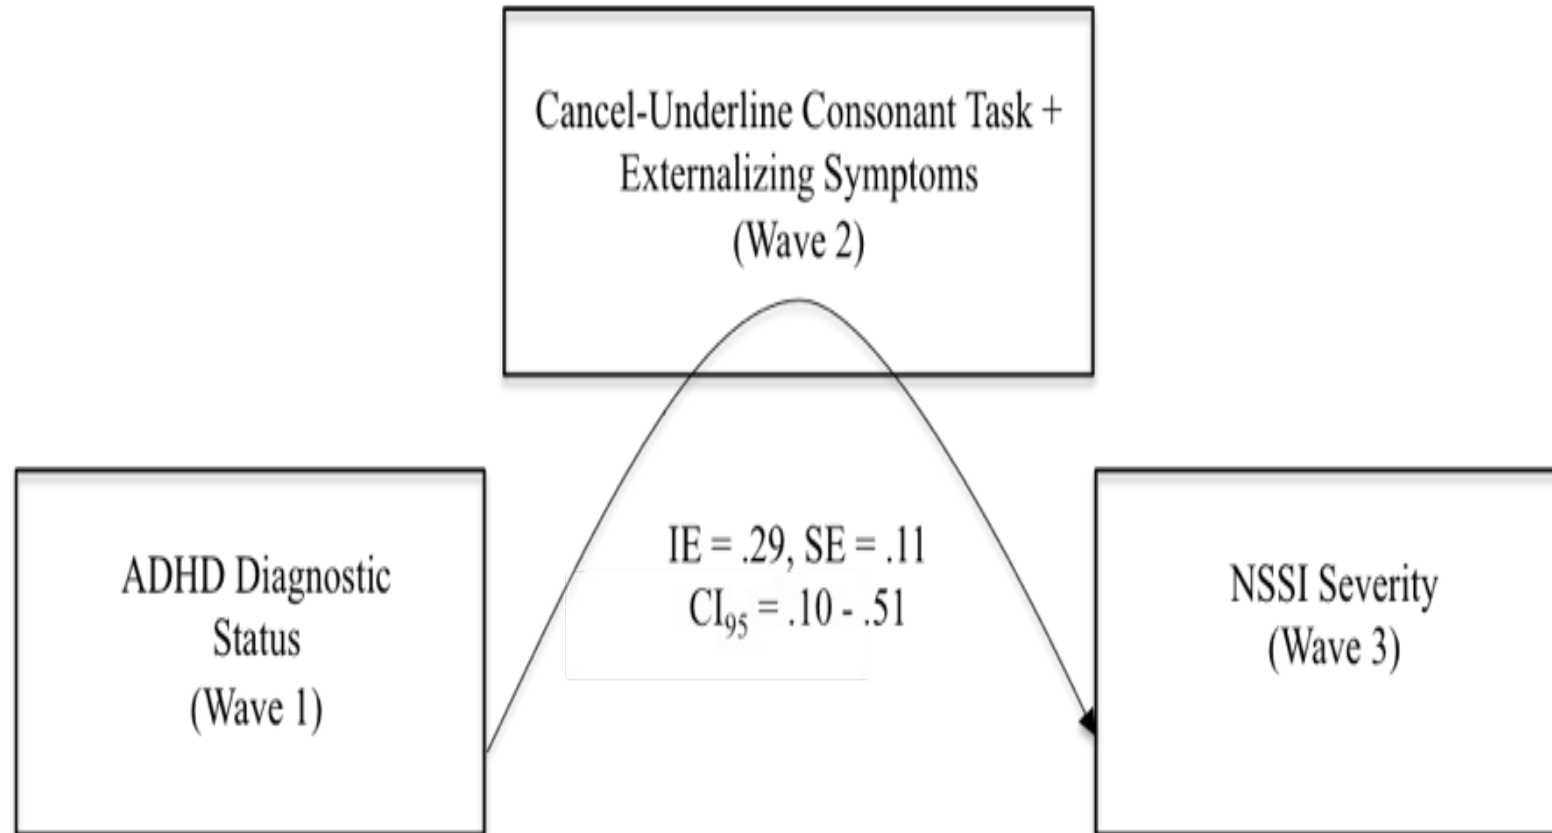 Cancel-Underline Consonant Task +
Externalizing Symptoms
(Wave 2)
ADHD Diagnostic
Status
(Wave 1)
IE = .29, SE = .11
CI₉₅ = .10 - .51
NSSI Severity
(Wave 3)